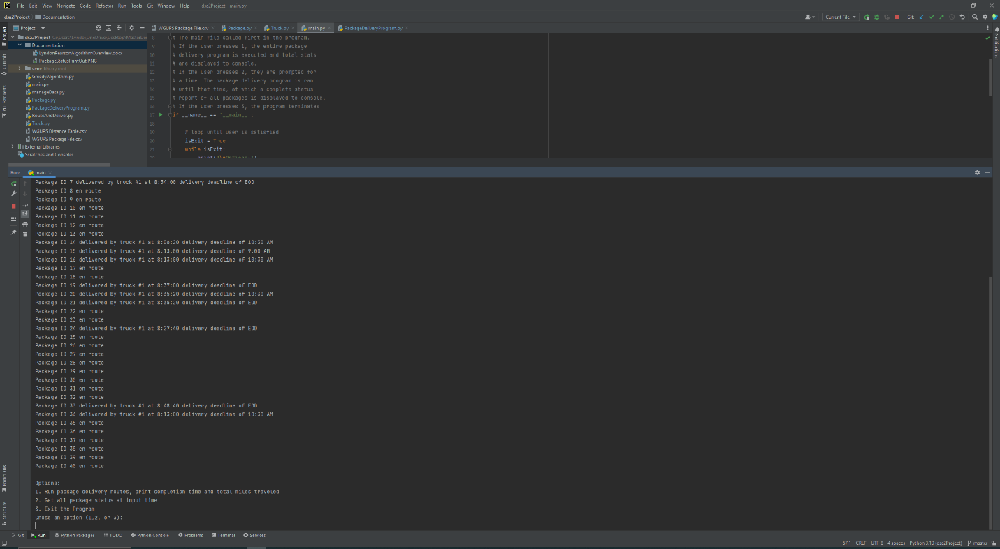 PC File Edit View Navigate Code Refactor Run Tools Git Window Help dsa2Project - main.py
dsa2Project Documentation Current File Git:
Project
dsa2Project C:\Users\Lyndo\OneDrive\Desktop\MasterDo
Documentation
LyndonPearsonAlgorithmOverview.docx
PackageStatusPrintOut.PNG
venv library root
GreedyAlgorithm.py
main.py
manageData.py
Package.py
PackageDeliveryProgram.py
RouteAndDeliver.py
Truck.py
WGUPS Distance Table.csv
WGUPS Package File.csv
External Libraries
Scratches and Consoles
Project
Commit
Pull Requests
Bookmarks
Structure
Notifications
WGUPS Package File.csv Package.py Truck.py main.py PackageDeliveryProgram.py
8 # The main file called first in the program.
9 # If the user presses 1, the entire package
10 # delivery program is executed and total stats
11 # are displayed to console.
12 # If the user presses 2, they are prompted for
13 # a time. The package delivery program is ran
14 # until that time, at which a complete status
15 # report of all packages is displayed to console.
16 # If the user presses 3, the program terminates
17 if __name__ == '__main__':
18
19 # loop until user is satisfied
20 isExit = True
21 while isExit:
Run: main
Package ID 7 delivered by truck #1 at 8:54:00 delivery deadline of EOD
Package ID 8 en route
Package ID 9 en route
Package ID 10 en route
Package ID 11 en route
Package ID 12 en route
Package ID 13 en route
Package ID 14 delivered by truck #1 at 8:06:20 delivery deadline of 10:30 AM
Package ID 15 delivered by truck #1 at 8:13:00 delivery deadline of 9:00 AM
Package ID 16 delivered by truck #1 at 8:13:00 delivery deadline of 10:30 AM
Package ID 17 en route
Package ID 18 en route
Package ID 19 delivered by truck #1 at 8:37:00 delivery deadline of EOD
Package ID 20 delivered by truck #1 at 8:35:20 delivery deadline of 10:30 AM
Package ID 21 delivered by truck #1 at 8:35:20 delivery deadline of EOD
Package ID 22 en route
Package ID 23 en route
Package ID 24 delivered by truck #1 at 8:27:40 delivery deadline of EOD
Package ID 25 en route
Package ID 26 en route
Package ID 27 en route
Package ID 28 en route
Package ID 29 en route
Package ID 30 en route
Package ID 31 en route
Package ID 32 en route
Package ID 33 delivered by truck #1 at 8:48:40 delivery deadline of EOD
Package ID 34 delivered by truck #1 at 8:13:00 delivery deadline of 10:30 AM
Package ID 35 en route
Package ID 36 en route
Package ID 37 en route
Package ID 38 en route
Package ID 39 en route
Package ID 40 en route
Options:
1. Run package delivery routes, print completion time and total miles traveled
2. Get all package status at input time
3. Exit the Program
Chose an option (1,2, or 3):
Git Run Python Packages TODO Python Console Problems Terminal Services
57:1 CRLF UTF-8 4 spaces Python 3.10 (dsa2Project) master